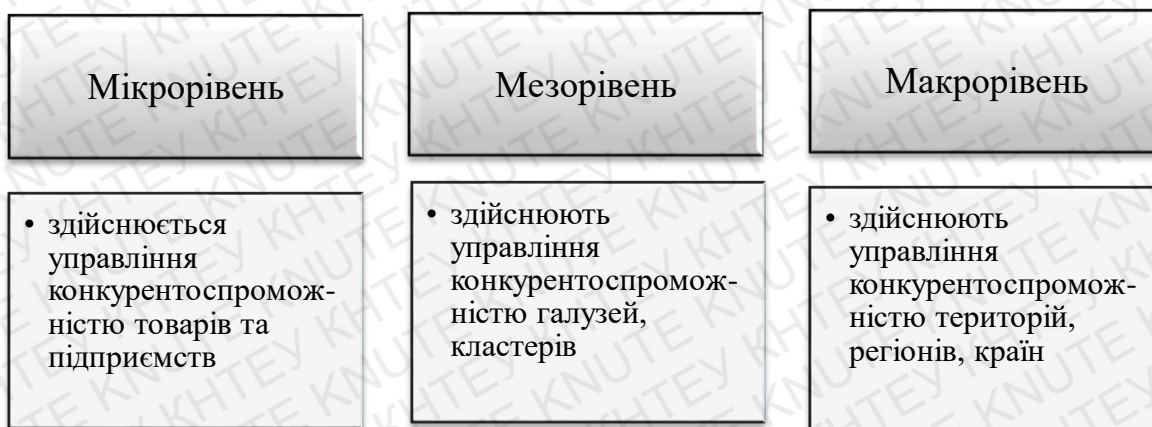 Мікрорівень
• здійснюється
управління
конкурентоспромож-
ністю товарів та
підприємств
Мезорівень
• здійснюють
управління
конкурентоспромож-
ністю галузей,
кластерів
Макрорівень
• здійснюють
управління
конкурентоспромож-
ністю територій,
регіонів, країн